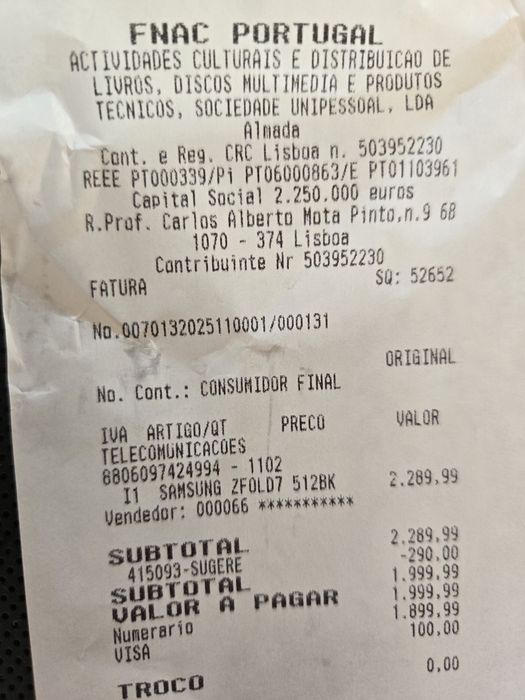 FNAC PORTUGAL
ACTIVIDADES CULTURAIS E DISTRIBUICAO DE
LIVROS, DISCOS MULTIMEDIA E PRODUTOS
TECNICOS, SOCIEDADE UNIPESSOAL, LDA
Almada
Cont. e Reg. CRC Lisboa n. 503952230
REEE PT000339/Pi PT06000863/E PT01103961
Capital Social 2.250.000 euros
R.Prof. Carlos Alberto Mota Pinto,n.9 6B
1070 - 374 Lisboa
Contribuinte Nr 503952230
FATURA SQ: 52652
No.0070132025110001/000131
ORIGINAL
No. Cont.: CONSUMIDOR FINAL
IVA ARTIGO/QT PRECO VALOR
TELECOMUNICACOES
8806097424994 - 1102
I1 SAMSUNG ZFOLD7 512BK 2.289,99
Vendedor: 000066 ***********
SUBTOTAL 2.289,99
415093-SUGERE -290,00
SUBTOTAL 1.999,99
VALOR A PAGAR 1.999,99
Numerario 1.899,99
VISA 100,00
TROCO 0,00